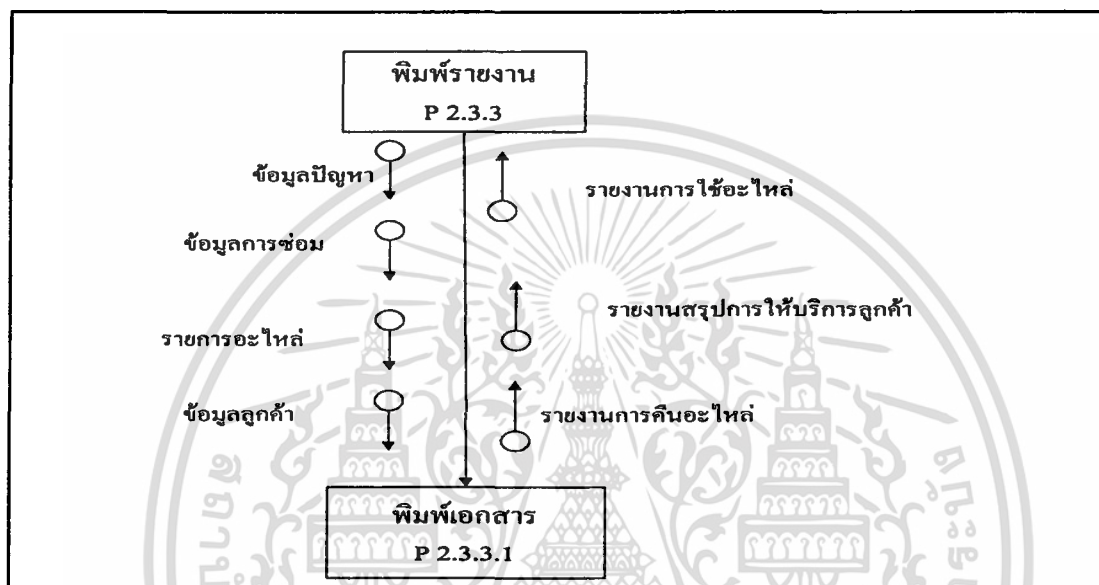 พิมพ์รายงาน
P 2.3.3
ข้อมูลปัญหา
รายงานการใช้อะไหล่
ข้อมูลการซ่อม
รายงานสรุปการให้บริการลูกค้า
รายการอะไหล่
ข้อมูลลูกค้า
รายงานการคืนอะไหล่
พิมพ์เอกสาร
P 2.3.3.1